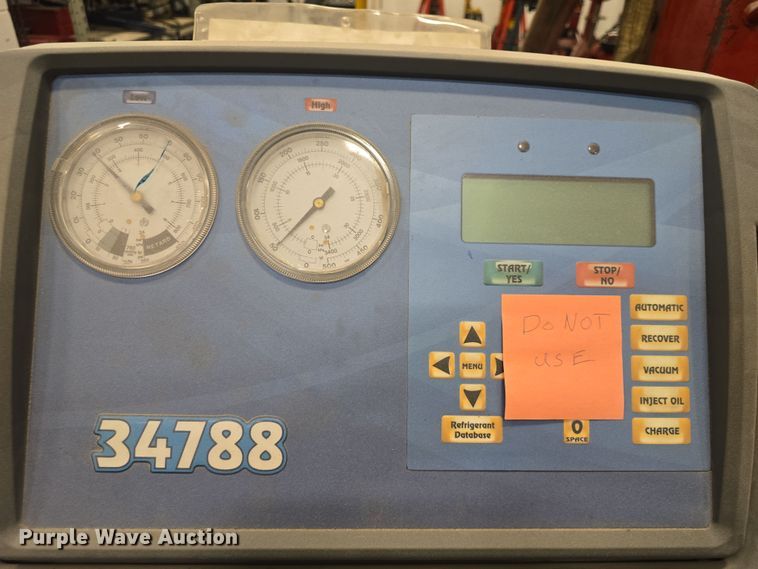 Low
High
START/
YES
STOP/
NO
DO NOT
USE
AUTOMATIC
RECOVER
VACUUM
INJECT OIL
CHARGE
MENU
Refrigerant
Database
0
SPACE
RETARD
34788
Purple Wave Auction